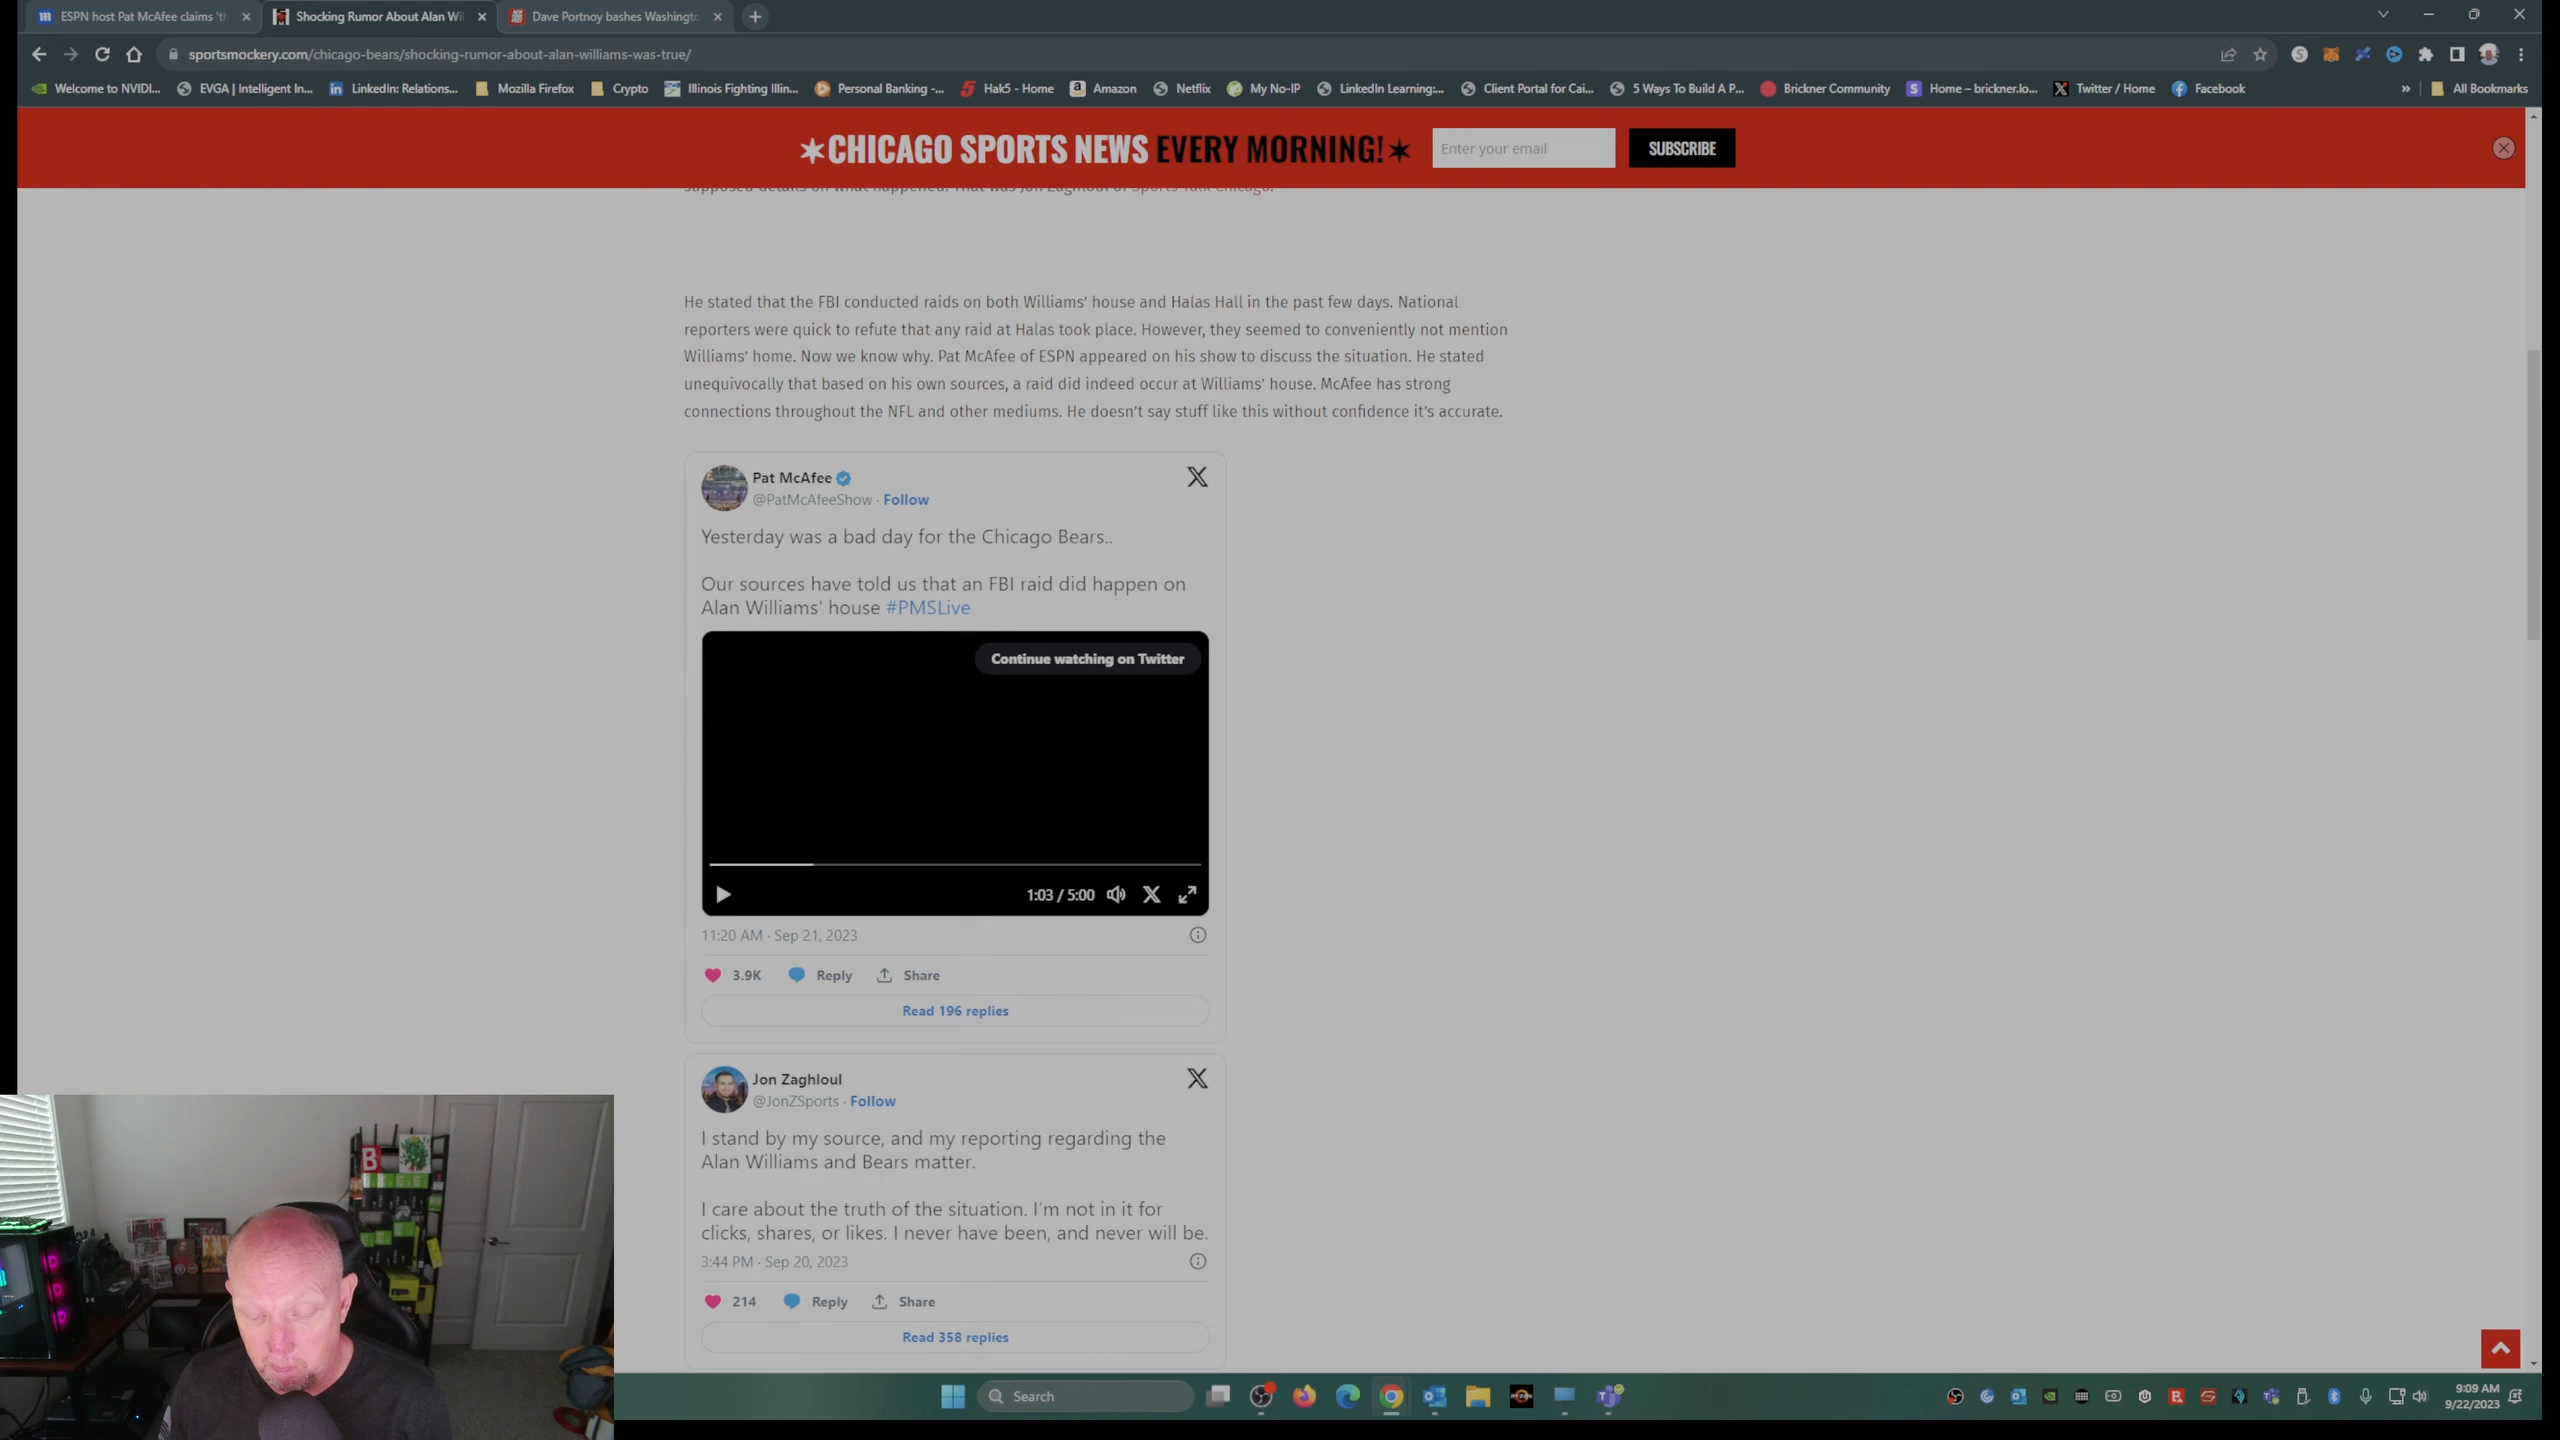 ESPN host Pat McAfee claims 'th
Shocking Rumor About Alan Wil
Dave Portnoy bashes Washingto
sportsmockery.com/chicago-bears/shocking-rumor-about-alan-williams-was-true/
Welcome to NVIDI... EVGA | Intelligent In... LinkedIn: Relations... Mozilla Firefox Crypto Illinois Fighting Illin... Personal Banking -... Hak5 - Home Amazon Netflix My No-IP LinkedIn Learning:... Client Portal for Cai... 5 Ways To Build A P... Brickner Community Home – brickner.lo... Twitter / Home Facebook » All Bookmarks
CHICAGO SPORTS NEWS EVERY MORNING! Enter your email SUBSCRIBE
supposed details on what happened. That was Jon Zaghloul of Sports Talk Chicago.
He stated that the FBI conducted raids on both Williams’ house and Halas Hall in the past few days. National
reporters were quick to refute that any raid at Halas took place. However, they seemed to conveniently not mention
Williams’ home. Now we know why. Pat McAfee of ESPN appeared on his show to discuss the situation. He stated
unequivocally that based on his own sources, a raid did indeed occur at Williams’ house. McAfee has strong
connections throughout the NFL and other mediums. He doesn’t say stuff like this without confidence it’s accurate.
Pat McAfee
@PatMcAfeeShow · Follow
Yesterday was a bad day for the Chicago Bears..
Our sources have told us that an FBI raid did happen on
Alan Williams' house #PMSLive
Continue watching on Twitter
1:03 / 5:00
11:20 AM · Sep 21, 2023
3.9K Reply Share
Read 196 replies
Jon Zaghloul
@JonZSports · Follow
I stand by my source, and my reporting regarding the
Alan Williams and Bears matter.
I care about the truth of the situation. I’m not in it for
clicks, shares, or likes. I never have been, and never will be.
3:44 PM · Sep 20, 2023
214 Reply Share
Read 358 replies
B
Search
9:09 AM
9/22/2023